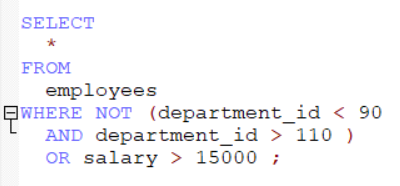 SELECT
*
FROM
employees
WHERE NOT (department_id < 90
AND department_id > 110 )
OR salary > 15000 ;